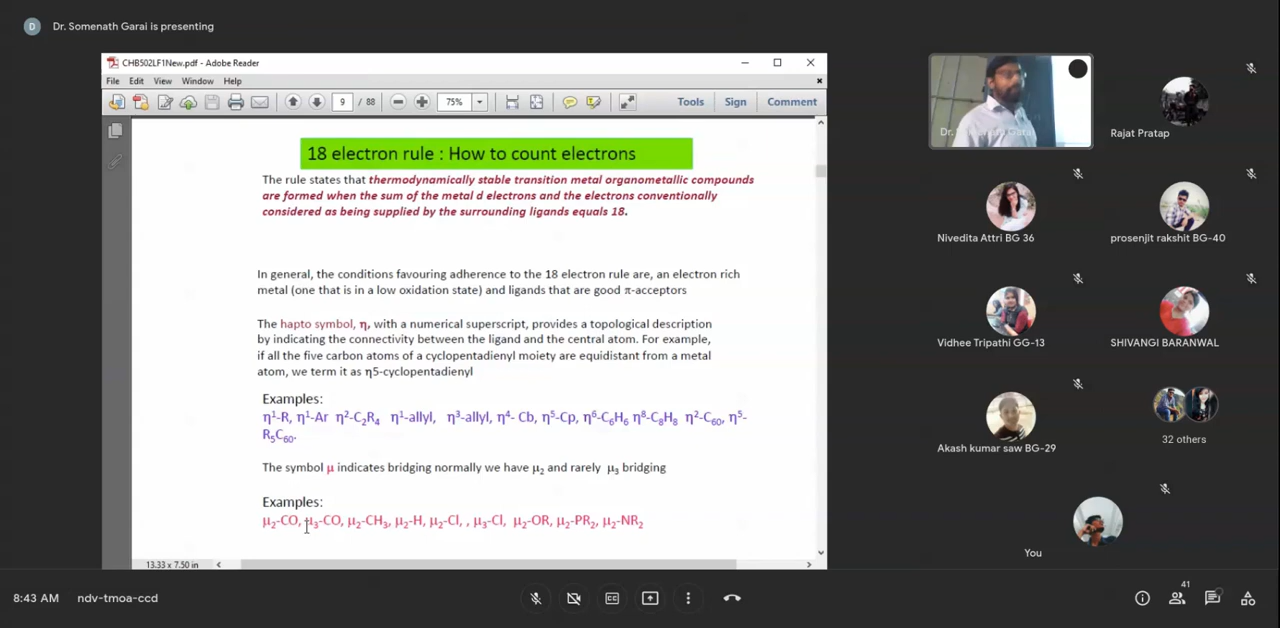 D Dr. Somenath Garai is presenting
CHB502LF1New.pdf - Adobe Reader
File Edit View Window Help
9 / 88 75% Tools Sign Comment
18 electron rule : How to count electrons
The rule states that thermodynamically stable transition metal organometallic compounds
are formed when the sum of the metal d electrons and the electrons conventionally
considered as being supplied by the surrounding ligands equals 18.
In general, the conditions favouring adherence to the 18 electron rule are, an electron rich
metal (one that is in a low oxidation state) and ligands that are good π-acceptors
The hapto symbol, η, with a numerical superscript, provides a topological description
by indicating the connectivity between the ligand and the central atom. For example,
if all the five carbon atoms of a cyclopentadienyl moiety are equidistant from a metal
atom, we term it as η5-cyclopentadienyl
Examples:
η¹-R, η¹-Ar η²-C₂R₄ η¹-allyl, η³-allyl, η⁴- Cb, η⁵-Cp, η⁶-C₆H₆ η⁸-C₈H₈ η²-C₆₀, η⁵-
R₅C₆₀.
The symbol μ indicates bridging normally we have μ₂ and rarely μ₃ bridging
Examples:
μ₂-CO, μ₃-CO, μ₂-CH₃, μ₂-H, μ₂-Cl, , μ₃-Cl, μ₂-OR, μ₂-PR₂, μ₂-NR₂
13.33 x 7.50 in
Rajat Pratap
Nivedita Attri BG 36
prosenjit rakshit BG-40
Vidhee Tripathi GG-13
SHIVANGI BARANWAL
Akash kumar saw BG-29
32 others
You
8:43 AM ndv-tmoa-ccd
41